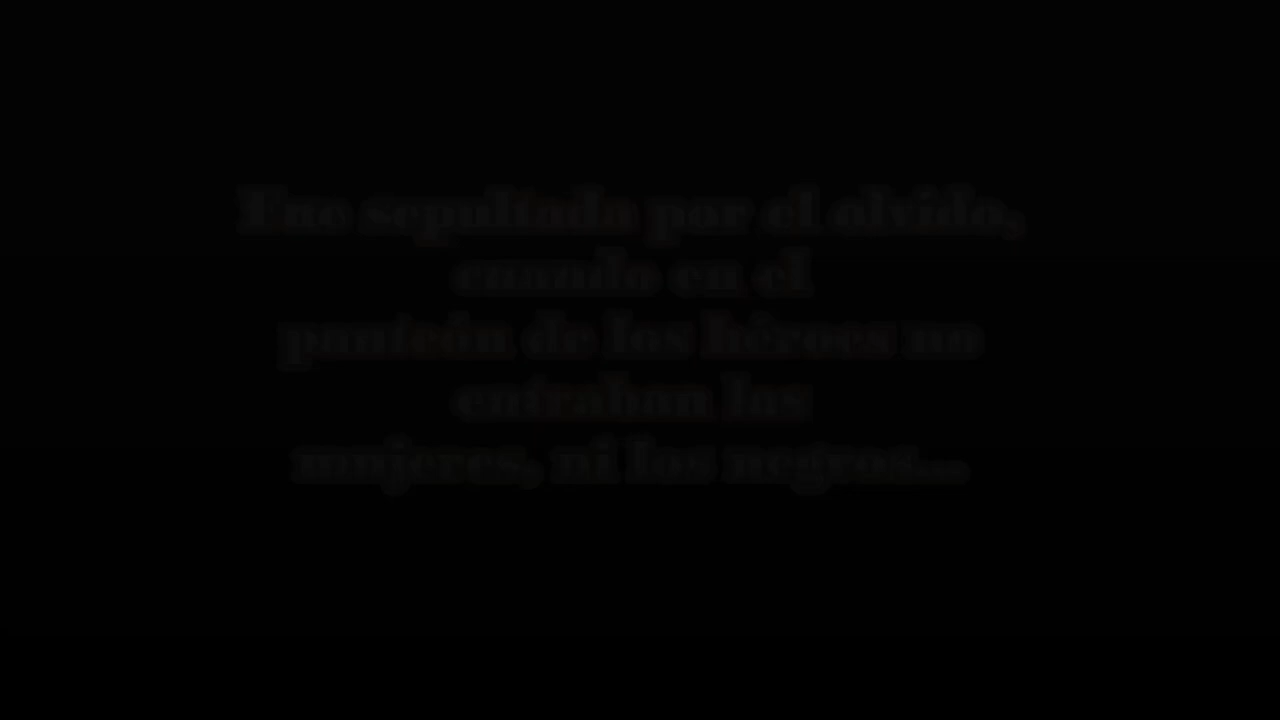 Fue sepultada por el olvido,
cuando en el
panteón de los héroes no
entraban las
mujeres, ni los negros...